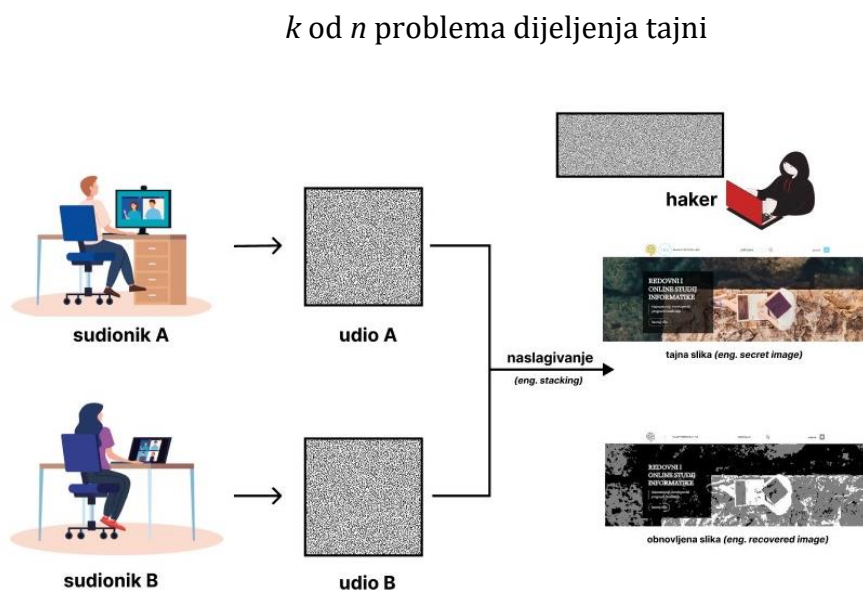 k od n problema dijeljenja tajni
haker
sudionik A
udio A
naslagivanje
(eng. stacking)
REDOVNI I
ONLINE STUDIJ
INFORMATIKE
tajna slika (eng. secret image)
REDOVNI I
ONLINE STUDIJ
INFORMATIKE
obnovljena slika (eng. recovered image)
sudionik B
udio B